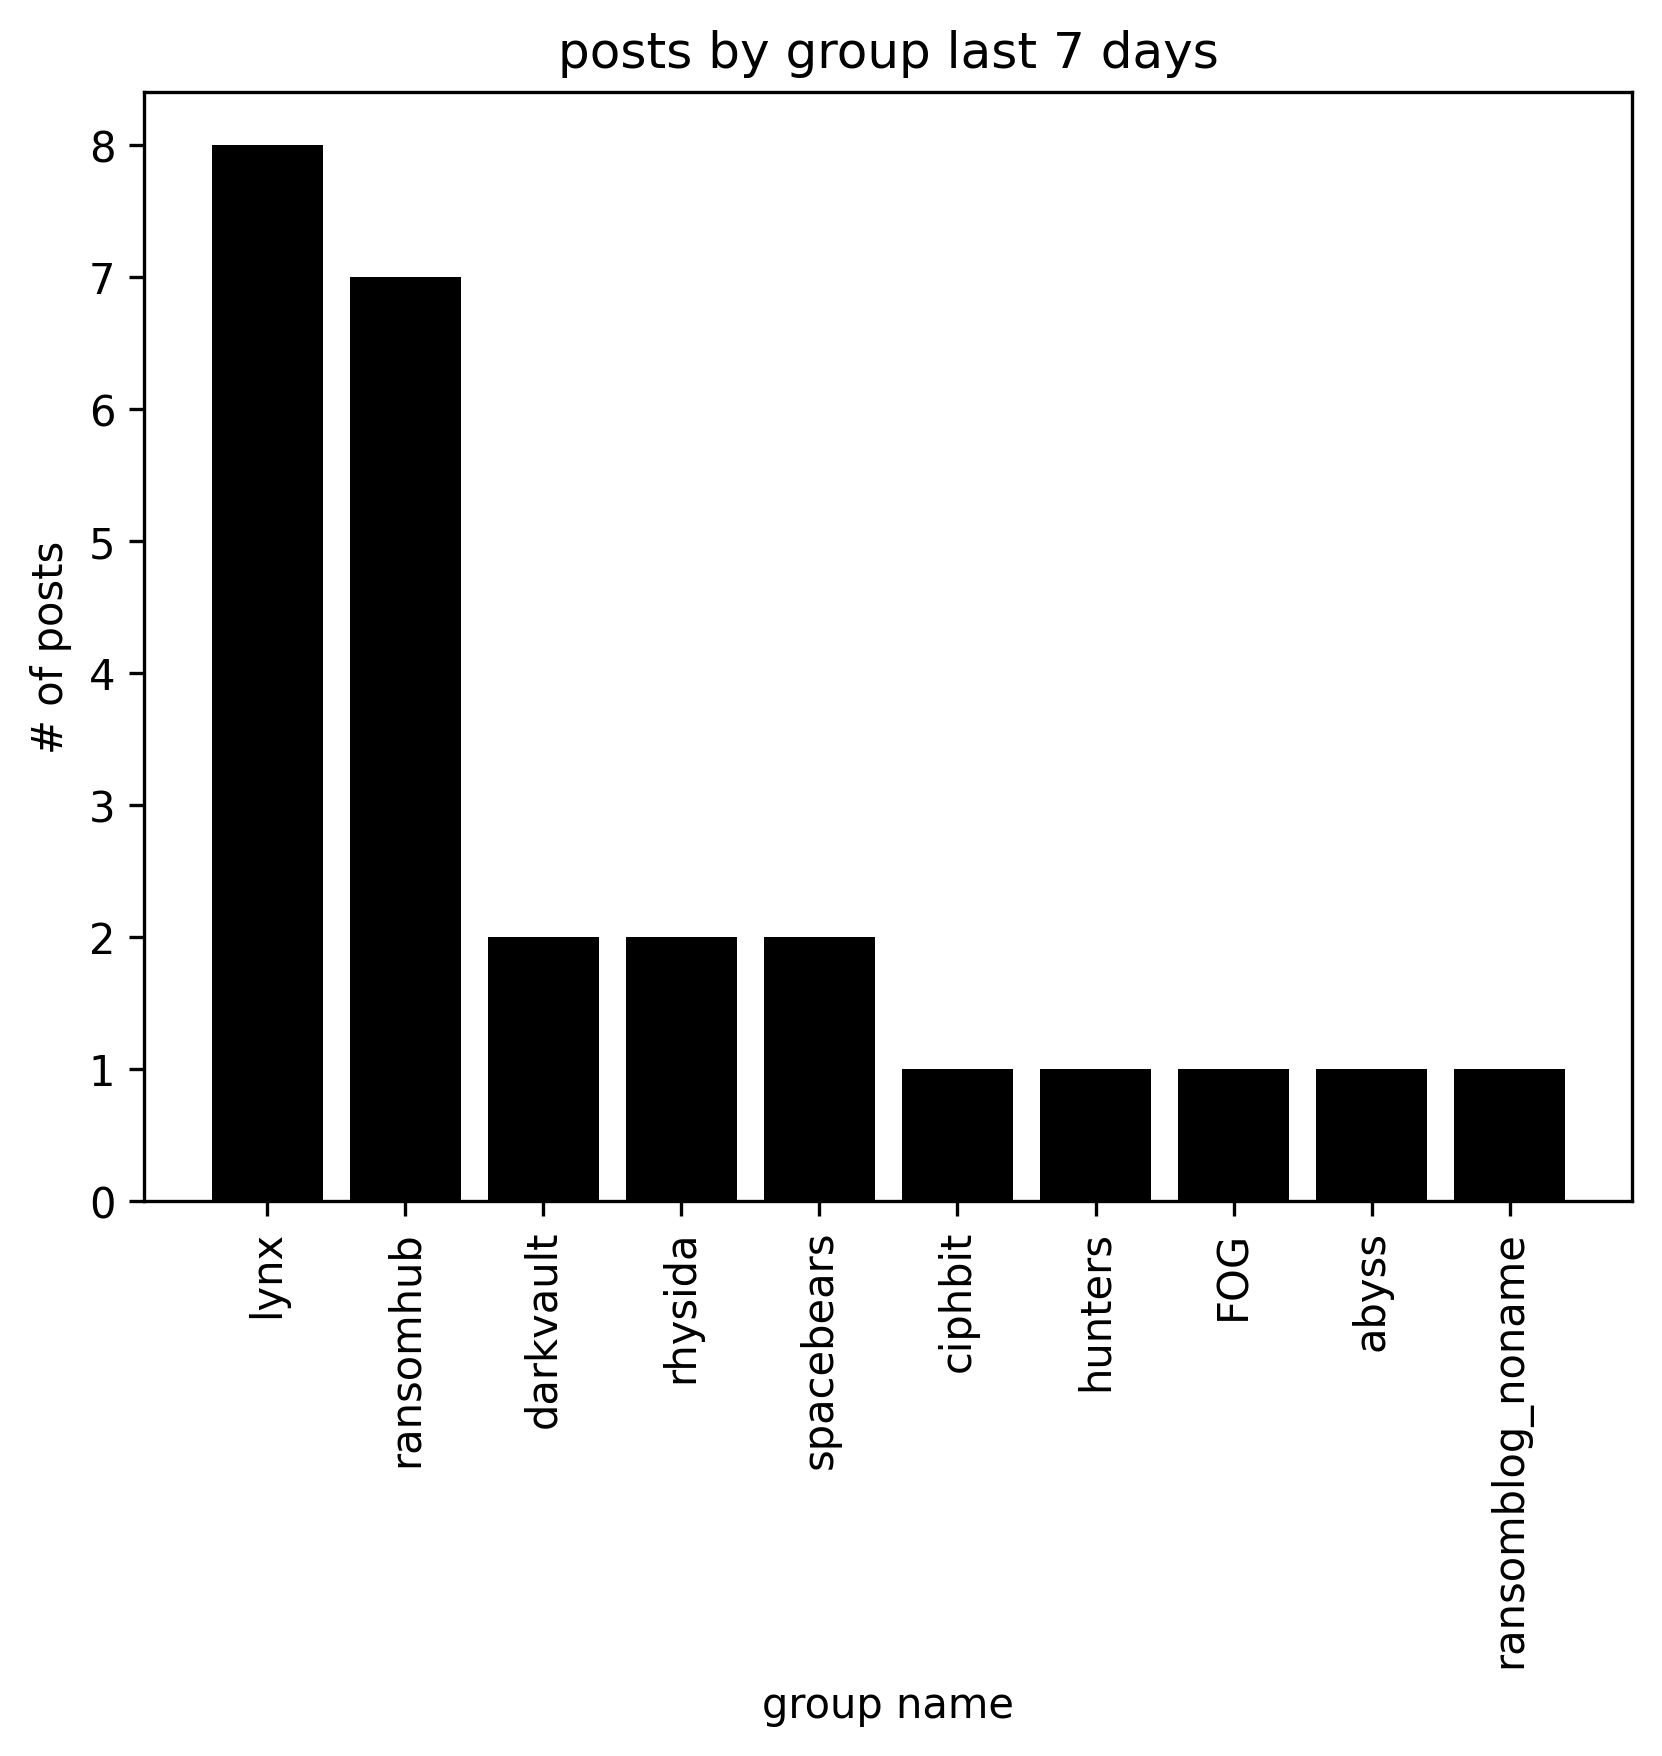 posts by group last 7 days
# of posts
8
7
6
5
4
3
2
1
0
lynx
ransomhub
darkvault
rhysida
spacebears
ciphbit
hunters
FOG
abyss
ransomblog_noname
group name